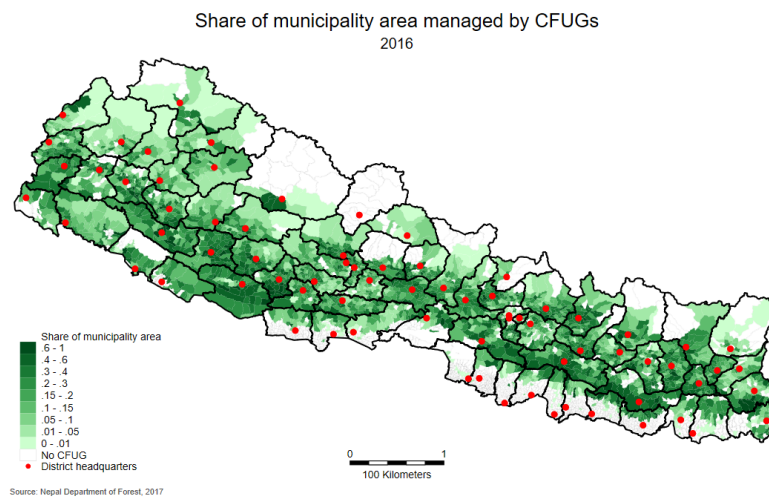 Share of municipality area managed by CFUGs
2016
Share of municipality area
.6 - 1
.4 - .6
.3 - .4
.2 - .3
.15 - .2
.1 - .15
.05 - .1
.01 - .05
0 - .01
No CFUG
District headquarters
0 1
100 Kilometers
Source: Nepal Department of Forest, 2017